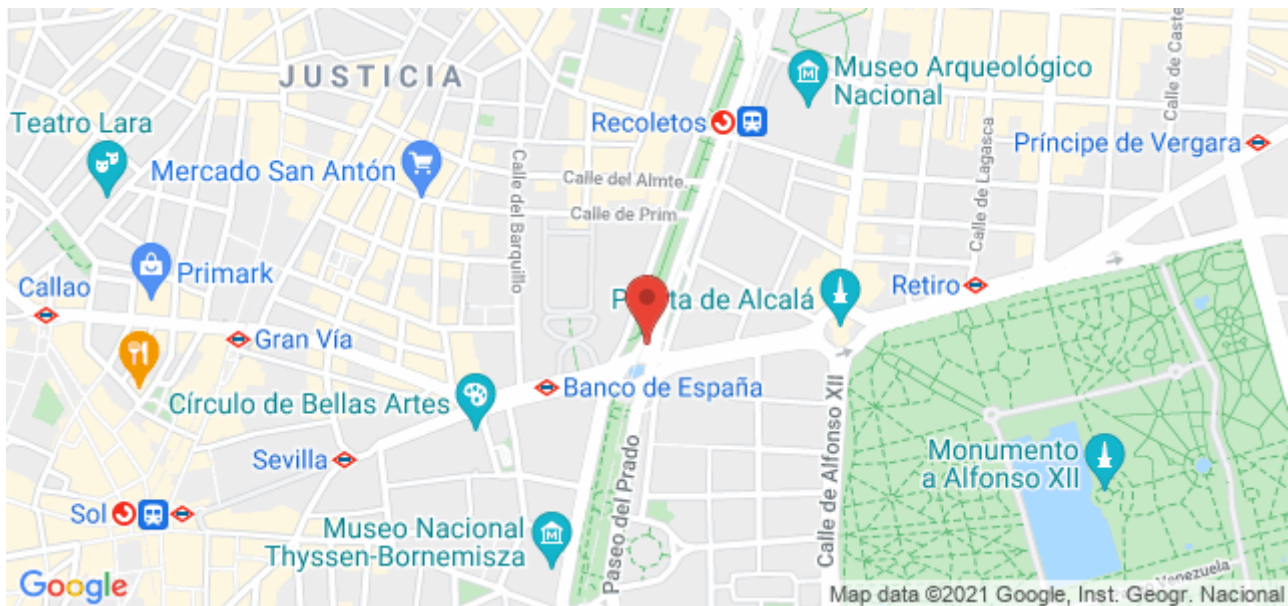 JUSTICIA
Museo Arqueológico
Nacional
Teatro Lara
Recoletos
Calle de Caste
Príncipe de Vergara
Mercado San Antón
Calle del Almte.
Calle de Lagasca
Calle del Barquillo
Calle de Prim
Primark
Callao
Retiro
P ta de Alcalá
Gran Vía
Banco de España
Círculo de Bellas Artes
Calle de Alfonso XII
Sevilla
Paseo del Prado
Monumento
a Alfonso XII
Sol
Museo Nacional
Thyssen-Bornemisza
Venezuela
Google
Map data ©2021 Google, Inst. Geogr. Nacional